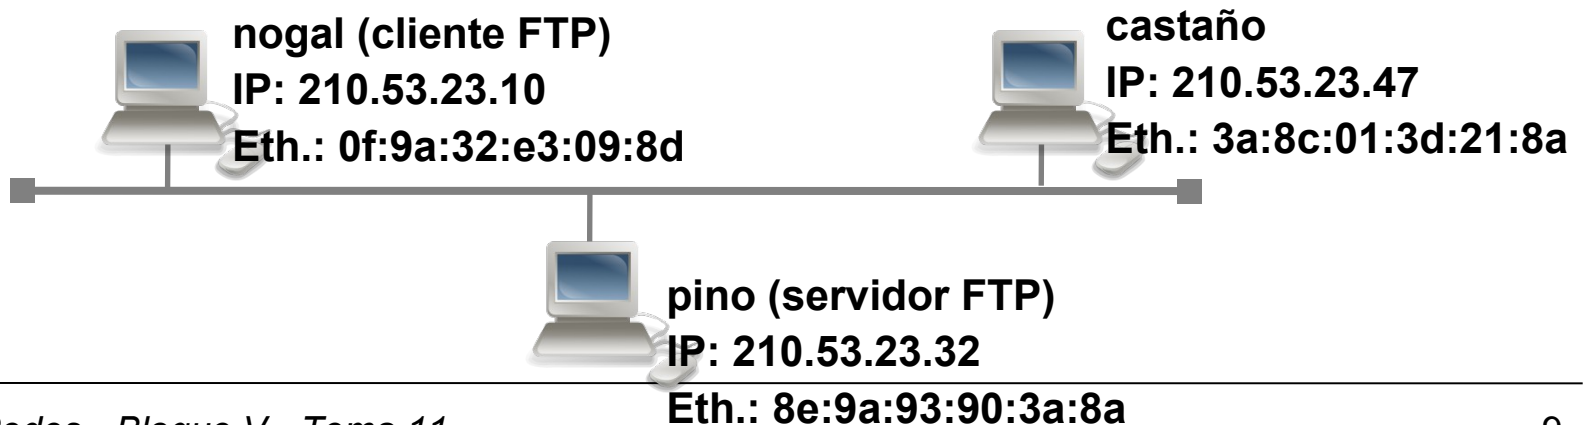 nogal (cliente FTP)
IP: 210.53.23.10
Eth.: 0f:9a:32:e3:09:8d
castaño
IP: 210.53.23.47
Eth.: 3a:8c:01:3d:21:8a
pino (servidor FTP)
IP: 210.53.23.32
Eth.: 8e:9a:93:90:3a:8a
Bloque V - Tema 11